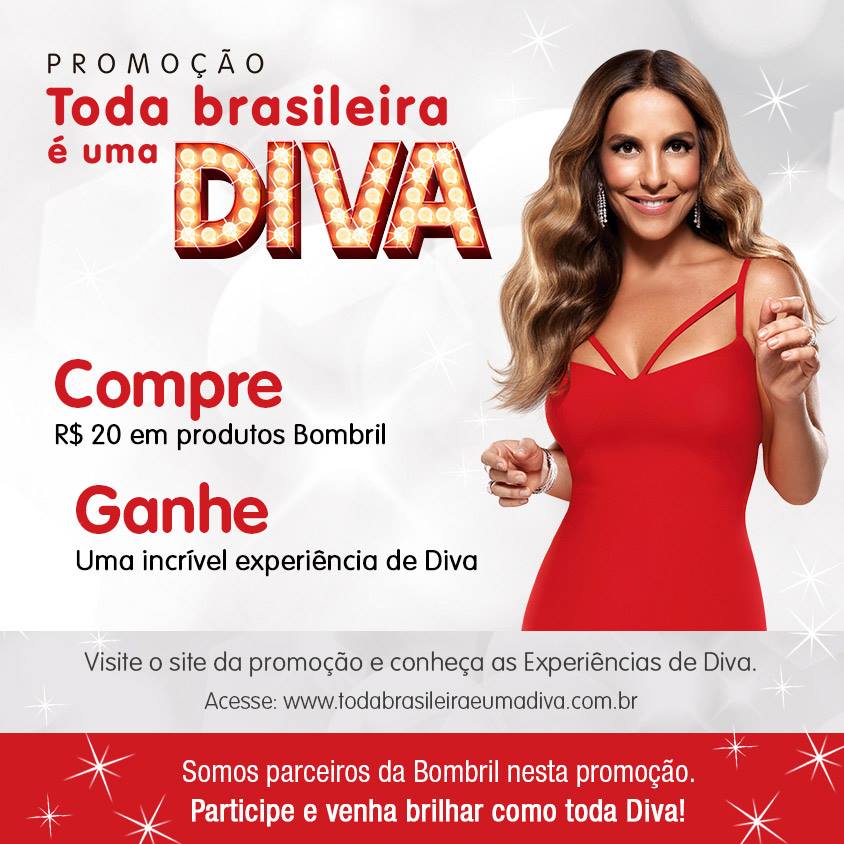 PROMOÇÃO
Toda brasileira
é uma DIVA
Compre
R$ 20 em produtos Bombril
Ganhe
Uma incrível experiência de Diva
Visite o site da promoção e conheça as Experiências de Diva.
Acesse: www.todabrasileiraeumadiva.com.br
Somos parceiros da Bombril nesta promoção.
Participe e venha brilhar como toda Diva!